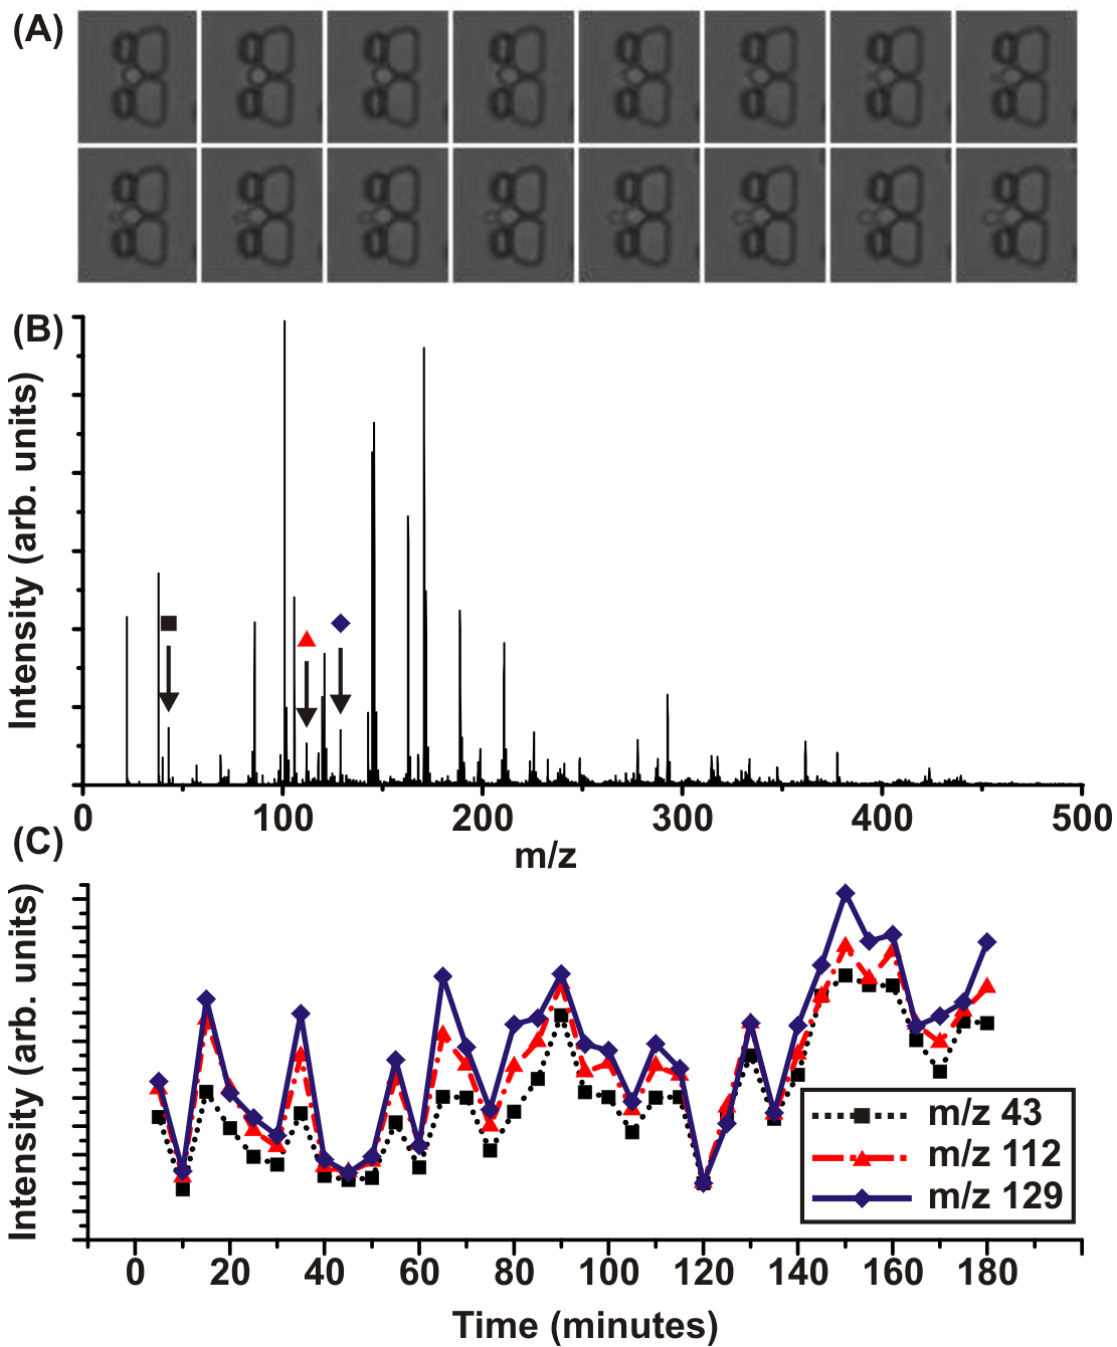 (A)
(B)
Intensity (arb. units)
0 100 200 300 400 500
m/z
(C)
Intensity (arb. units)
m/z 43
m/z 112
m/z 129
0 20 40 60 80 100 120 140 160 180
Time (minutes)